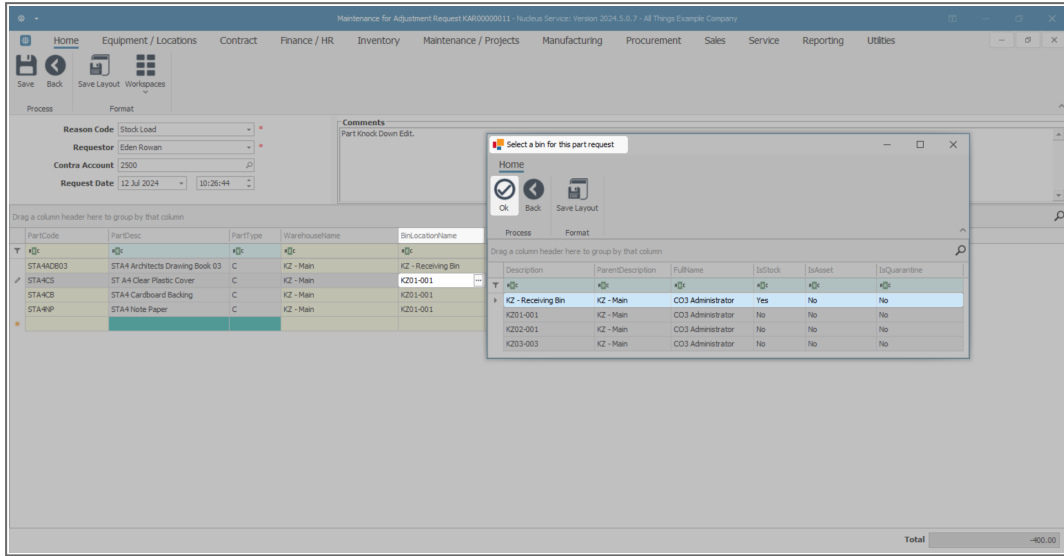 Maintenance for Adjustment Request KAR00000011 - Nucleus Service: Version 2024.5.0.7 - All Things Example Company
Home Equipment / Locations Contract Finance / HR Inventory Maintenance / Projects Manufacturing Procurement Sales Service Reporting Utilities
Save Back Save Layout Workspaces
Process Format
Reason Code Stock Load *
Requestor Eden Rowan *
Contra Account 2500
Request Date 12 Jul 2024 10:26:44
Comments
Part Knock Down Edit.
Drag a column header here to group by that column
PartCode PartDesc PartType WarehouseName BinLocationName
STA4ADB03 STA4 Architects Drawing Book 03 C KZ - Main KZ - Receiving Bin
STA4CS ST A4 Clear Plastic Cover C KZ - Main KZ01-001 ...
STA4CB STA4 Cardboard Backing C KZ - Main KZ01-001
STA4NP STA4 Note Paper C KZ - Main KZ01-001
Select a bin for this part request
Home
Ok Back Save Layout
Process Format
Drag a column header here to group by that column
Description ParentDescription FullName IsStock IsAsset IsQuarantine
KZ - Receiving Bin KZ - Main CO3 Administrator Yes No No
KZ01-001 KZ - Main CO3 Administrator No No No
KZ02-001 KZ - Main CO3 Administrator No No No
KZ03-003 KZ - Main CO3 Administrator No No No
Total -400.00